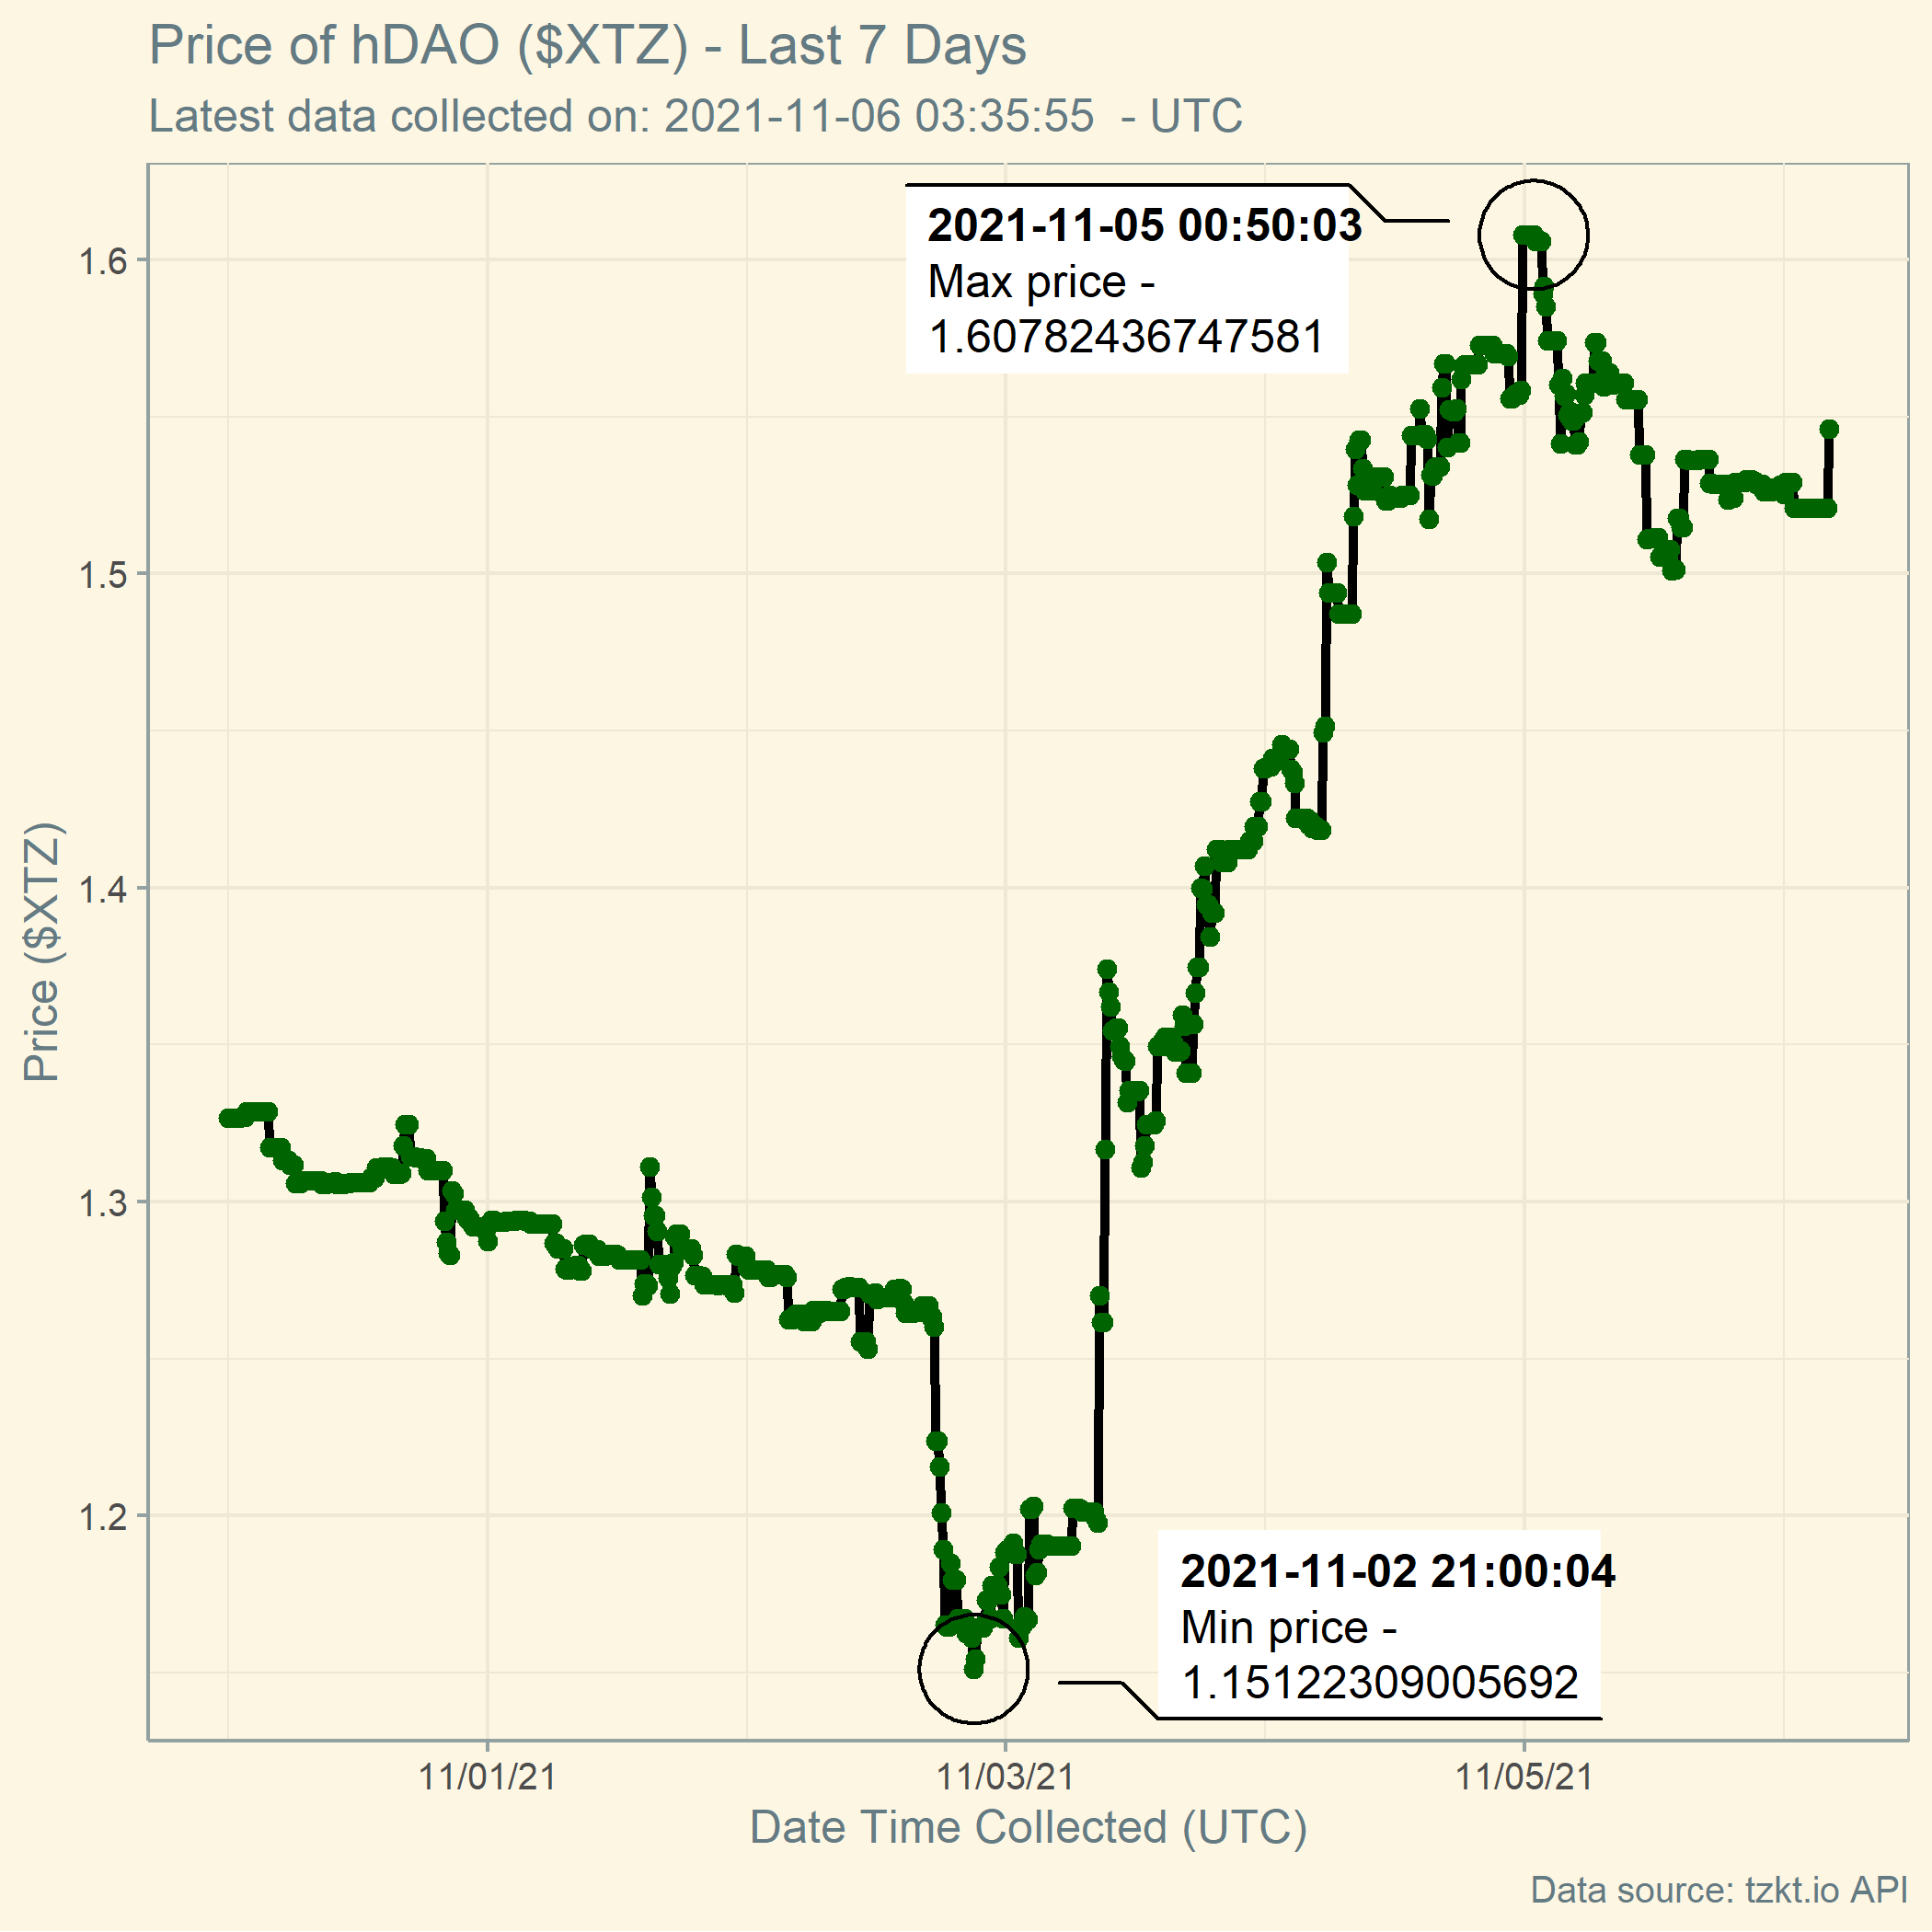 Price of hDAO ($XTZ) - Last 7 Days
Latest data collected on: 2021-11-06 03:35:55  - UTC
2021-11-05 00:50:03
Max price -
1.60782436747581
1.6
1.5
1.4
1.3
1.2
Price ($XTZ)
2021-11-02 21:00:04
Min price -
1.15122309005692
11/01/21
11/03/21
11/05/21
Date Time Collected (UTC)
Data source: tzkt.io API